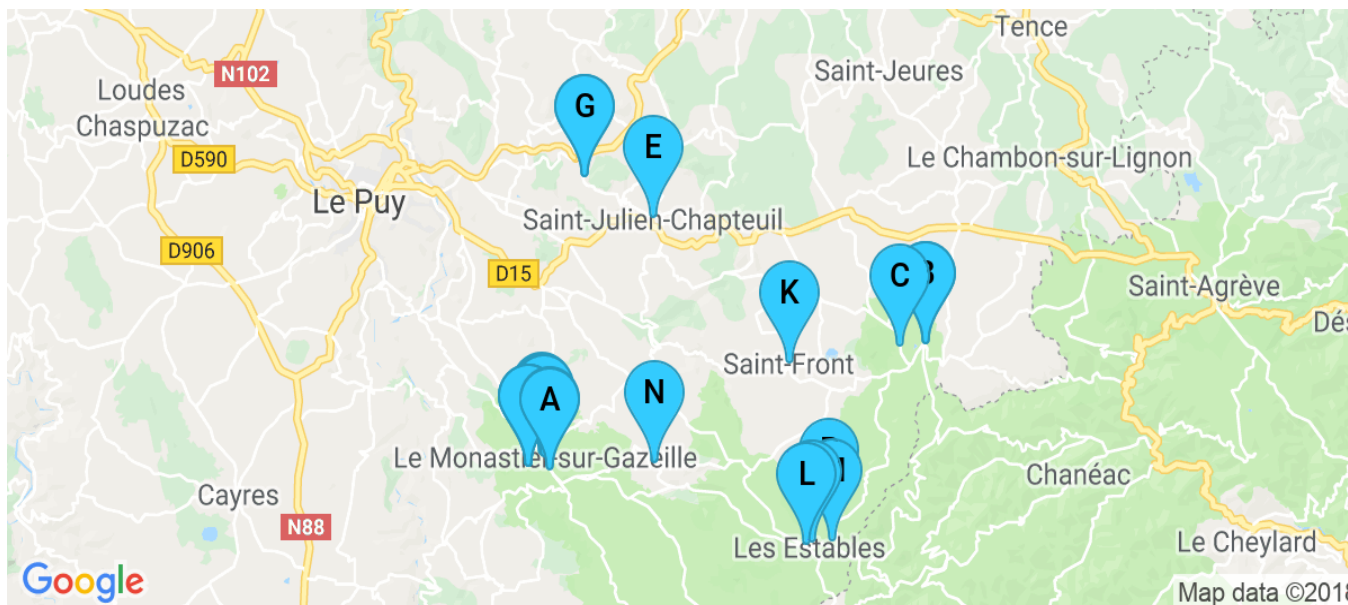 Tence
Saint-Jeures
N102
Loudes
Chaspuzac
G
E
D590
Le Chambon-sur-Lignon
Le Puy
Saint-Julien-Chapteuil
D906
D15
C
B
K
Saint-Agrève
Saint-Front
A
N
Le Monastier-sur-Gazeille
L
Chanéac
Cayres
N88
Les Estables
Le Cheylard
Google
Map data ©2018